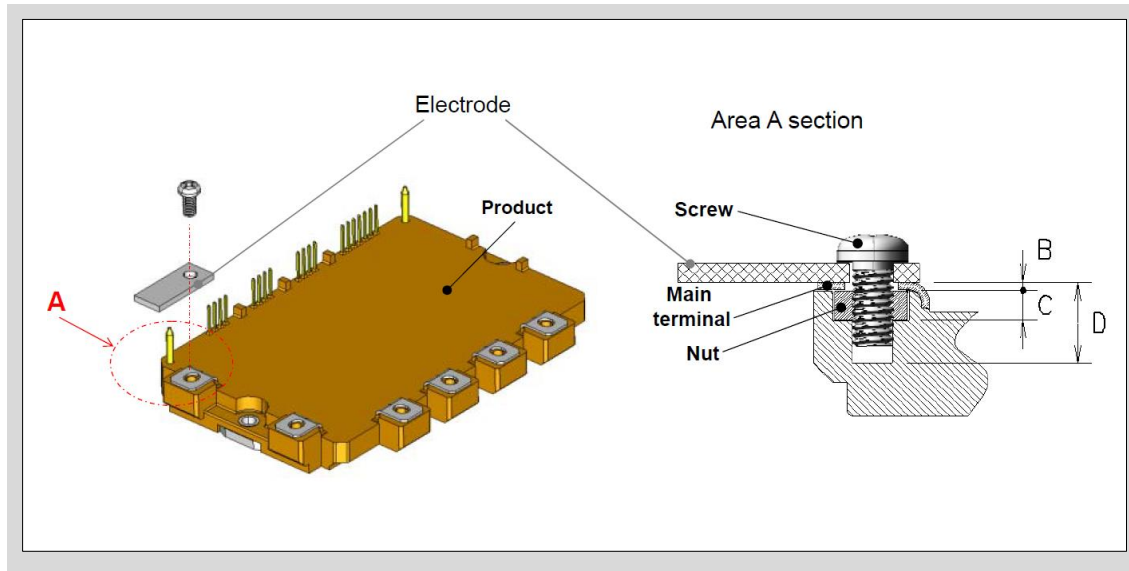 Electrode
Area A section
Product
Screw
A
B
Main
terminal
C
D
Nut